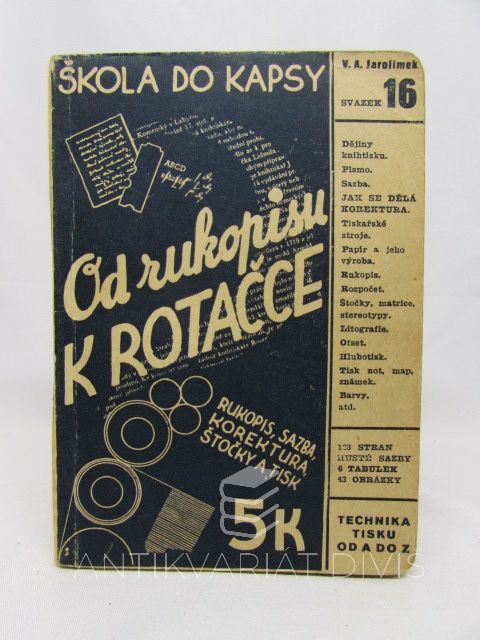 ŠKOLA DO KAPSY
ABCD
Od rukopisu
K ROTAČCE
RUKOPIS, SAZBA,
KOREKTURA
ŠTOČKY A TISK
5K
V. A. Jarolímek
SVAZEK 16
Dějiny
knihtisku.
Písmo.
Sazba.
JAK SE DĚLÁ
KOREKTURA.
Tiskařské
stroje.
Papír a jeho
výroba.
Rukopis.
Rozpočet.
Štočky, matrice,
stereotypy.
Litografie.
Ofset.
Hlubotisk.
Tisk not, map,
známek.
Barvy,
atd.
STRAN
HUSTÉ SAZBY
6 TABULEK
43 OBRÁZKY
TECHNIKA
TISKU
OD A DO Z
ANTIKVARIÁT DIVIŠ